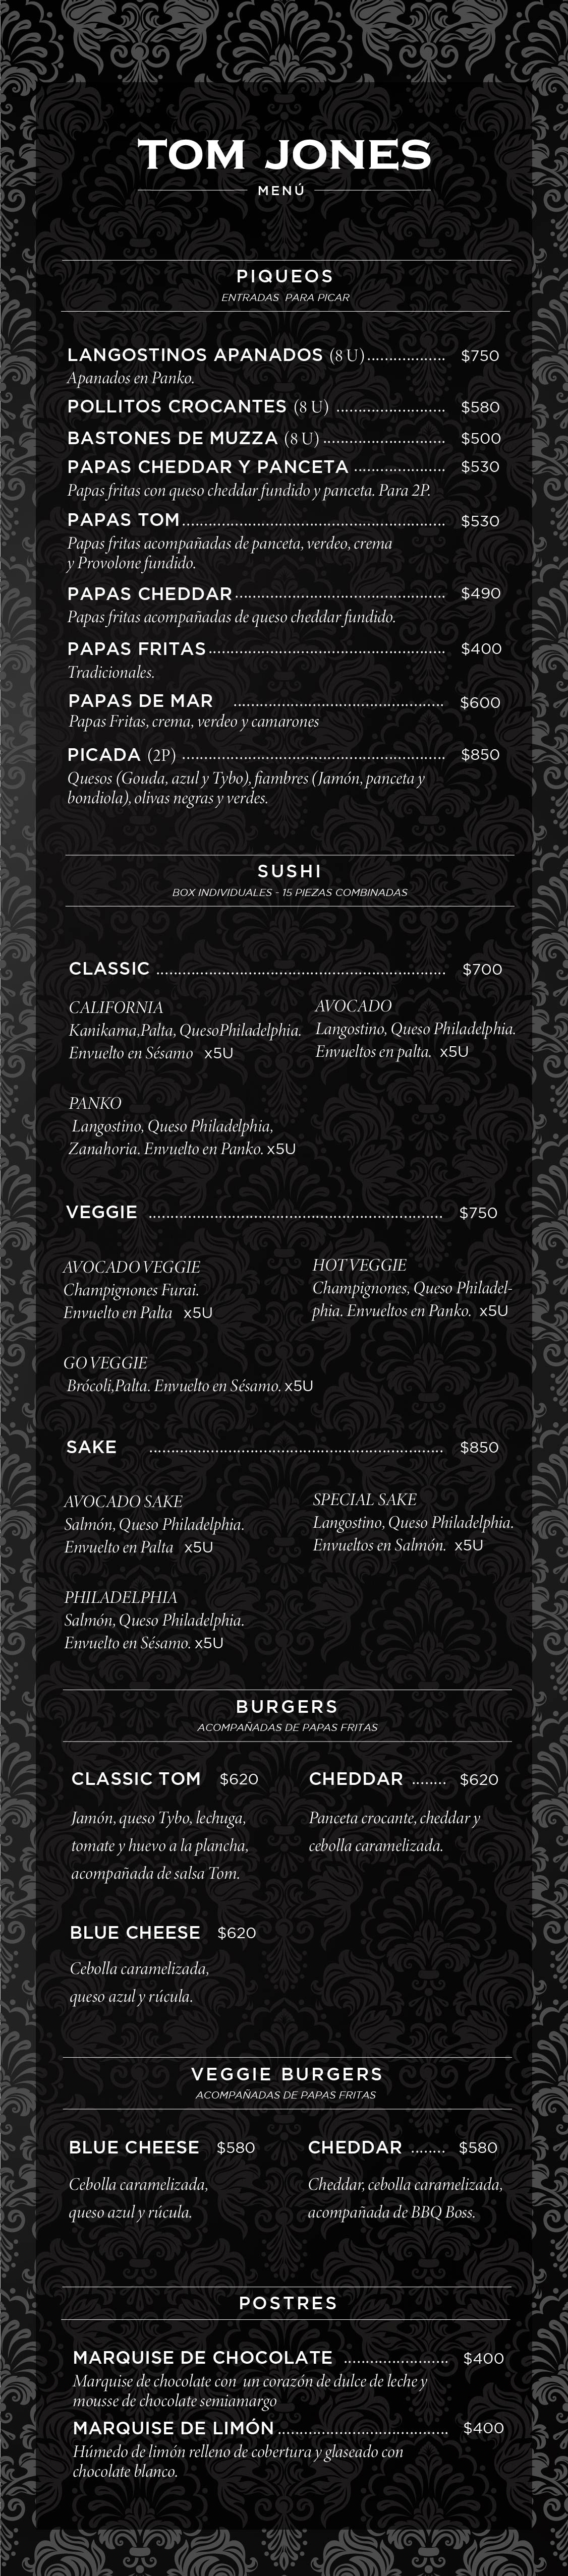 TOM JONES
MENÚ
PIQUEOS
ENTRADAS PARA PICAR
LANGOSTINOS APANADOS (8 U).................. $750
Apanados en Panko.
POLLITOS CROCANTES (8 U) ......................... $580
BASTONES DE MUZZA (8 U) ............................ $500
PAPAS CHEDDAR Y PANCETA ..................... $530
Papas fritas con queso cheddar fundido y panceta. Para 2P.
PAPAS TOM............................................................. $530
Papas fritas acompañadas de panceta, verdeo, crema
y Provolone fundido.
PAPAS CHEDDAR................................................ $490
Papas fritas acompañadas de queso cheddar fundido.
PAPAS FRITAS...................................................... $400
Tradicionales.
PAPAS DE MAR ................................................ $600
Papas Fritas, crema, verdeo y camarones
PICADA (2P) ............................................................ $850
Quesos (Gouda, azul y Tybo), fiambres (Jamón, panceta y
bondiola), olivas negras y verdes.
SUSHI
BOX INDIVIDUALES - 15 PIEZAS COMBINADAS
CLASSIC .................................................................. $700
CALIFORNIA
Kanikama,Palta, QuesoPhiladelphia.
Envuelto en Sésamo x5U
AVOCADO
Langostino, Queso Philadelphia.
Envueltos en palta. x5U
PANKO
Langostino, Queso Philadelphia,
Zanahoria. Envuelto en Panko. x5U
VEGGIE ................................................................... $750
AVOCADO VEGGIE
Champignones Furai.
Envuelto en Palta x5U
HOT VEGGIE
Champignones, Queso Philadel-
phia. Envueltos en Panko. x5U
GO VEGGIE
Brócoli,Palta. Envuelto en Sésamo. x5U
SAKE ................................................................... $850
AVOCADO SAKE
Salmón, Queso Philadelphia.
Envuelto en Palta x5U
SPECIAL SAKE
Langostino, Queso Philadelphia.
Envueltos en Salmón. x5U
PHILADELPHIA
Salmón, Queso Philadelphia.
Envuelto en Sésamo. x5U
BURGERS
ACOMPAÑADAS DE PAPAS FRITAS
CLASSIC TOM $620
Jamón, queso Tybo, lechuga,
tomate y huevo a la plancha,
acompañada de salsa Tom.
CHEDDAR ........ $620
Panceta crocante, cheddar y
cebolla caramelizada.
BLUE CHEESE $620
Cebolla caramelizada,
queso azul y rúcula.
VEGGIE BURGERS
ACOMPAÑADAS DE PAPAS FRITAS
BLUE CHEESE $580
Cebolla caramelizada,
queso azul y rúcula.
CHEDDAR ........ $580
Cheddar, cebolla caramelizada,
acompañada de BBQ Boss.
POSTRES
MARQUISE DE CHOCOLATE ........................ $400
Marquise de chocolate con un corazón de dulce de leche y
mousse de chocolate semiamargo
MARQUISE DE LIMÓN....................................... $400
Húmedo de limón relleno de cobertura y glaseado con
chocolate blanco.